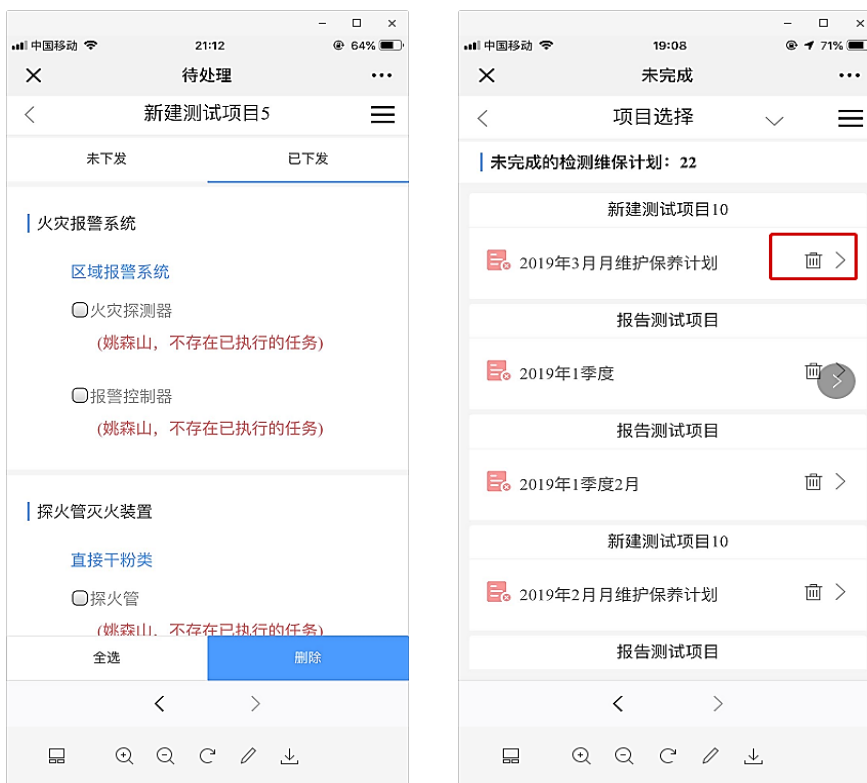 中国移动
21:12
64%
待处理
新建测试项目5
未下发
已下发
火灾报警系统
区域报警系统
火灾探测器
(姚森山，不存在已执行的任务)
报警控制器
(姚森山，不存在已执行的任务)
探火管灭火装置
直接干粉类
探火管
(姚森山，不存在已执行的任务)
全选
删除
中国移动
19:08
71%
未完成
项目选择
未完成的检测维保计划：22
新建测试项目10
2019年3月月维护保养计划
报告测试项目
2019年1季度
报告测试项目
2019年1季度2月
新建测试项目10
2019年2月月维护保养计划
报告测试项目